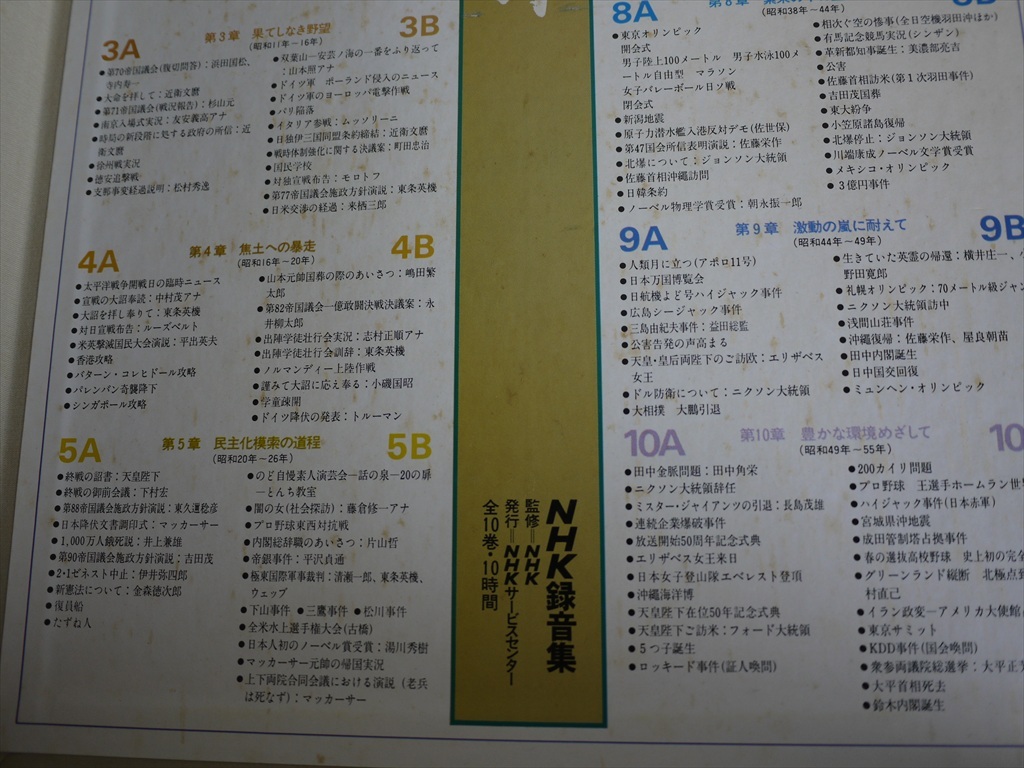 3A
第3章 果てしなき野望
(昭和11年～16年)
3B
●第70帝国議会(腹切問答)：浜田国松、
寺内寿一
●大命を拝して：近衛文麿
●第71帝国議会(戦況報告)：杉山元
●南京入場式実況：友安義高アナ
●時局の新段階に処する政府の所信：近
衛文麿
●徐州戦実況
●徳安追撃戦
●支那事変経過説明：松村秀逸
●双葉山―安芸ノ海の一番をふり返って
：山本照アナ
●ドイツ軍 ポーランド侵入のニュース
●ドイツ軍のヨーロッパ電撃作戦
●パリ陥落
●イタリア参戦：ムッソリーニ
●日独伊三国同盟条約締結：近衛文麿
●戦時体制強化に関する決議案：町田忠治
●国民学校
●対独宣戦布告：モロトフ
●第77帝国議会施政方針演説：東条英機
●日米交渉の経過：来栖三郎
4A
第4章 焦土への暴走
(昭和16年～20年)
4B
●太平洋戦争開戦日の臨時ニュース
●宣戦の大詔奉読：中村茂アナ
●大詔を拝し奉りて：東条英機
●対日宣戦布告：ルーズベルト
●米英撃滅国民大会演説：平出英夫
●香港攻略
●バターン・コレヒドール攻略
●パレンバン奇襲降下
●シンガポール攻略
●山本元帥国葬の際のあいさつ：嶋田繁
太郎
●第82帝国議会―億敢闘決戦決議案：永
井柳太郎
●出陣学徒壮行会実況：志村正順アナ
●出陣学徒壮行会訓辞：東条英機
●ノルマンディー上陸作戦
●謹みて大詔に応え奉る：小磯国昭
●学童疎開
●ドイツ降伏の発表：トルーマン
5A
第5章 民主化模索の道程
(昭和20年～26年)
5B
●終戦の詔書：天皇陛下
●終戦の御前会議：下村宏
●第88帝国議会施政方針演説：東久邇稔彦
●日本降伏文書調印式：マッカーサー
●1,000万人餓死説：井上兼雄
●第90帝国議会施政方針演説：吉田茂
●2・1ゼネスト中止：伊井弥四郎
●新憲法について：金森徳次郎
●復員船
●たずね人
●のど自慢素人演芸会―話の泉―20の扉
―とんち教室
●闇の女(社会探訪)：藤倉修一アナ
●プロ野球東西対抗戦
●内閣総辞職のあいさつ：片山哲
●帝銀事件：平沢貞通
●極東国際軍事裁判：清瀬一郎、東条英機、
ウェッブ
●下山事件 ●三鷹事件 ●松川事件
●全米水上選手権大会(古橋)
●日本人初のノーベル賞受賞：湯川秀樹
●マッカーサー元帥の帰国実況
●上下両院合同会議における演説（老兵
は死なず)：マッカーサー
NHK録音集
監修＝NHK
発行＝NHKサービスセンター
全10巻・10時間
8A
(昭和38年～44年)
●東京オリンピック
開会式
男子陸上100メートル 男子水泳100メ
ートル自由型 マラソン
女子バレーボール日ソ戦
閉会式
●新潟地震
●原子力潜水艦入港反対デモ(佐世保)
●第47国会所信表明演説：佐藤栄作
●北爆について：ジョンソン大統領
●佐藤首相沖縄訪問
●日韓条約
●ノーベル物理学賞受賞：朝永振一郎
●相次ぐ空の惨事(全日空機羽田沖ほか)
●有馬記念競馬実況(シンザン)
●革新都知事誕生：美濃部亮吉
●公害
●佐藤首相訪米(第1次羽田事件)
●吉田茂国葬
●東大紛争
●小笠原諸島復帰
●北爆停止：ジョンソン大統領
●川端康成ノーベル文学賞受賞
●メキシコ・オリンピック
●3億円事件
9A
第9章 激動の嵐に耐えて
(昭和44年～49年)
9B
●人類月に立つ(アポロ11号)
●日本万国博覧会
●日航機よど号ハイジャック事件
●広島シージャック事件
●三島由紀夫事件：益田総監
●公害告発の声高まる
●天皇・皇后両陛下のご訪欧：エリザベス
女王
●ドル防衛について：ニクソン大統領
●大相撲 大鵬引退
●生きていた英霊の帰還：横井庄一、小
野田寛郎
●札幌オリンピック：70メートル級ジャン
●ニクソン大統領訪中
●浅間山荘事件
●沖縄復帰：佐藤栄作、屋良朝苗
●田中内閣誕生
●日中国交回復
●ミュンヘン・オリンピック
10A
第10章 豊かな環境めざして
(昭和49年～55年)
10
●田中金脈問題：田中角栄
●ニクソン大統領辞任
●ミスター・ジャイアンツの引退：長島茂雄
●連続企業爆破事件
●放送開始50周年記念式典
●エリザベス女王来日
●日本女子登山隊エベレスト登頂
●沖縄海洋博
●天皇陛下在位50年記念式典
●天皇陛下ご訪米：フォード大統領
●5つ子誕生
●ロッキード事件(証人喚問)
●200カイリ問題
●プロ野球 王選手ホームラン世界
●ハイジャック事件(日本赤軍)
●宮城県沖地震
●成田管制塔占拠事件
●春の選抜高校野球 史上初の完全
●グリーンランド縦断 北極点到
村直己
●イラン政変―アメリカ大使館
●東京サミット
●KDD事件(国会喚問)
●衆参両議院総選挙：大平正芳
●大平首相死去
●鈴木内閣誕生